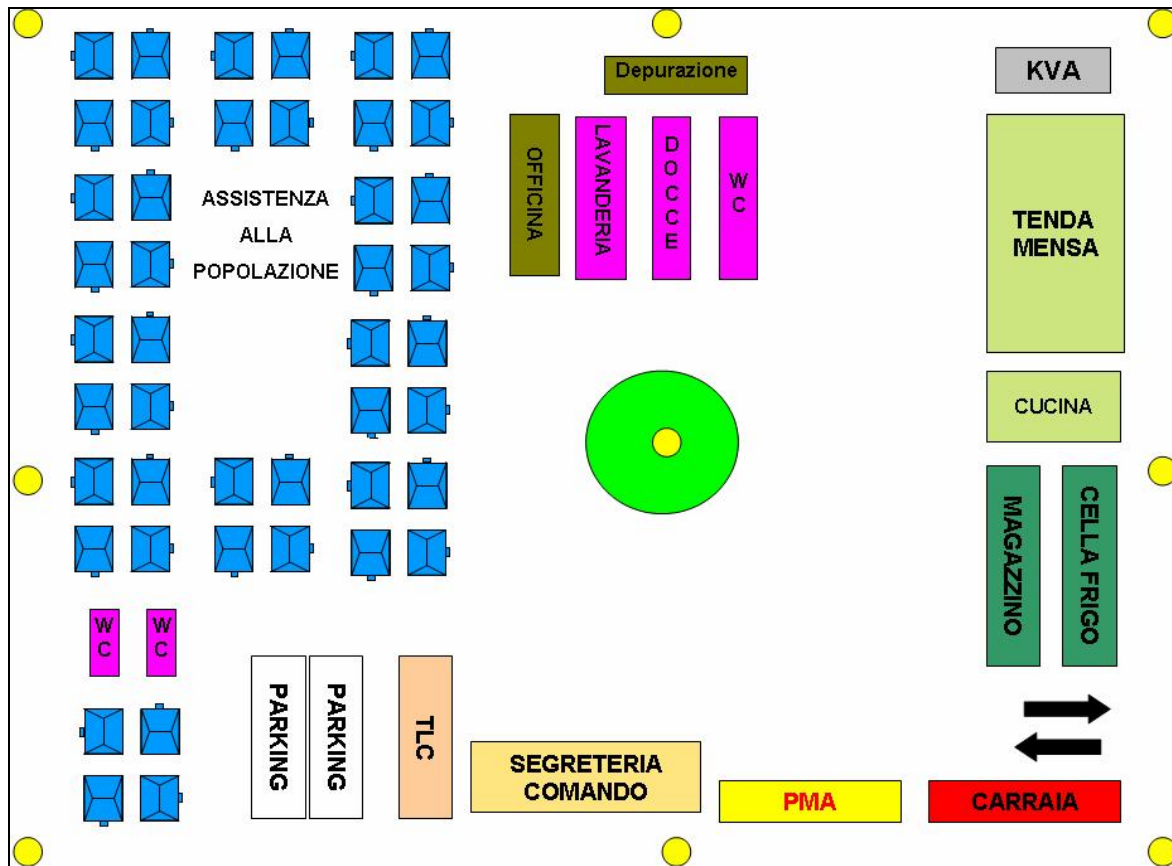 Depurazione
KVA
OFFICINA
LAVANDERIA
DOCCE
WC
ASSISTENZA
ALLA
POPOLAZIONE
TENDA
MENSA
CUCINA
MAGAZZINO
CELLA FRIGO
WC
WC
PARKING
PARKING
TLC
SEGRETERIA
COMANDO
PMA
CARRAIA